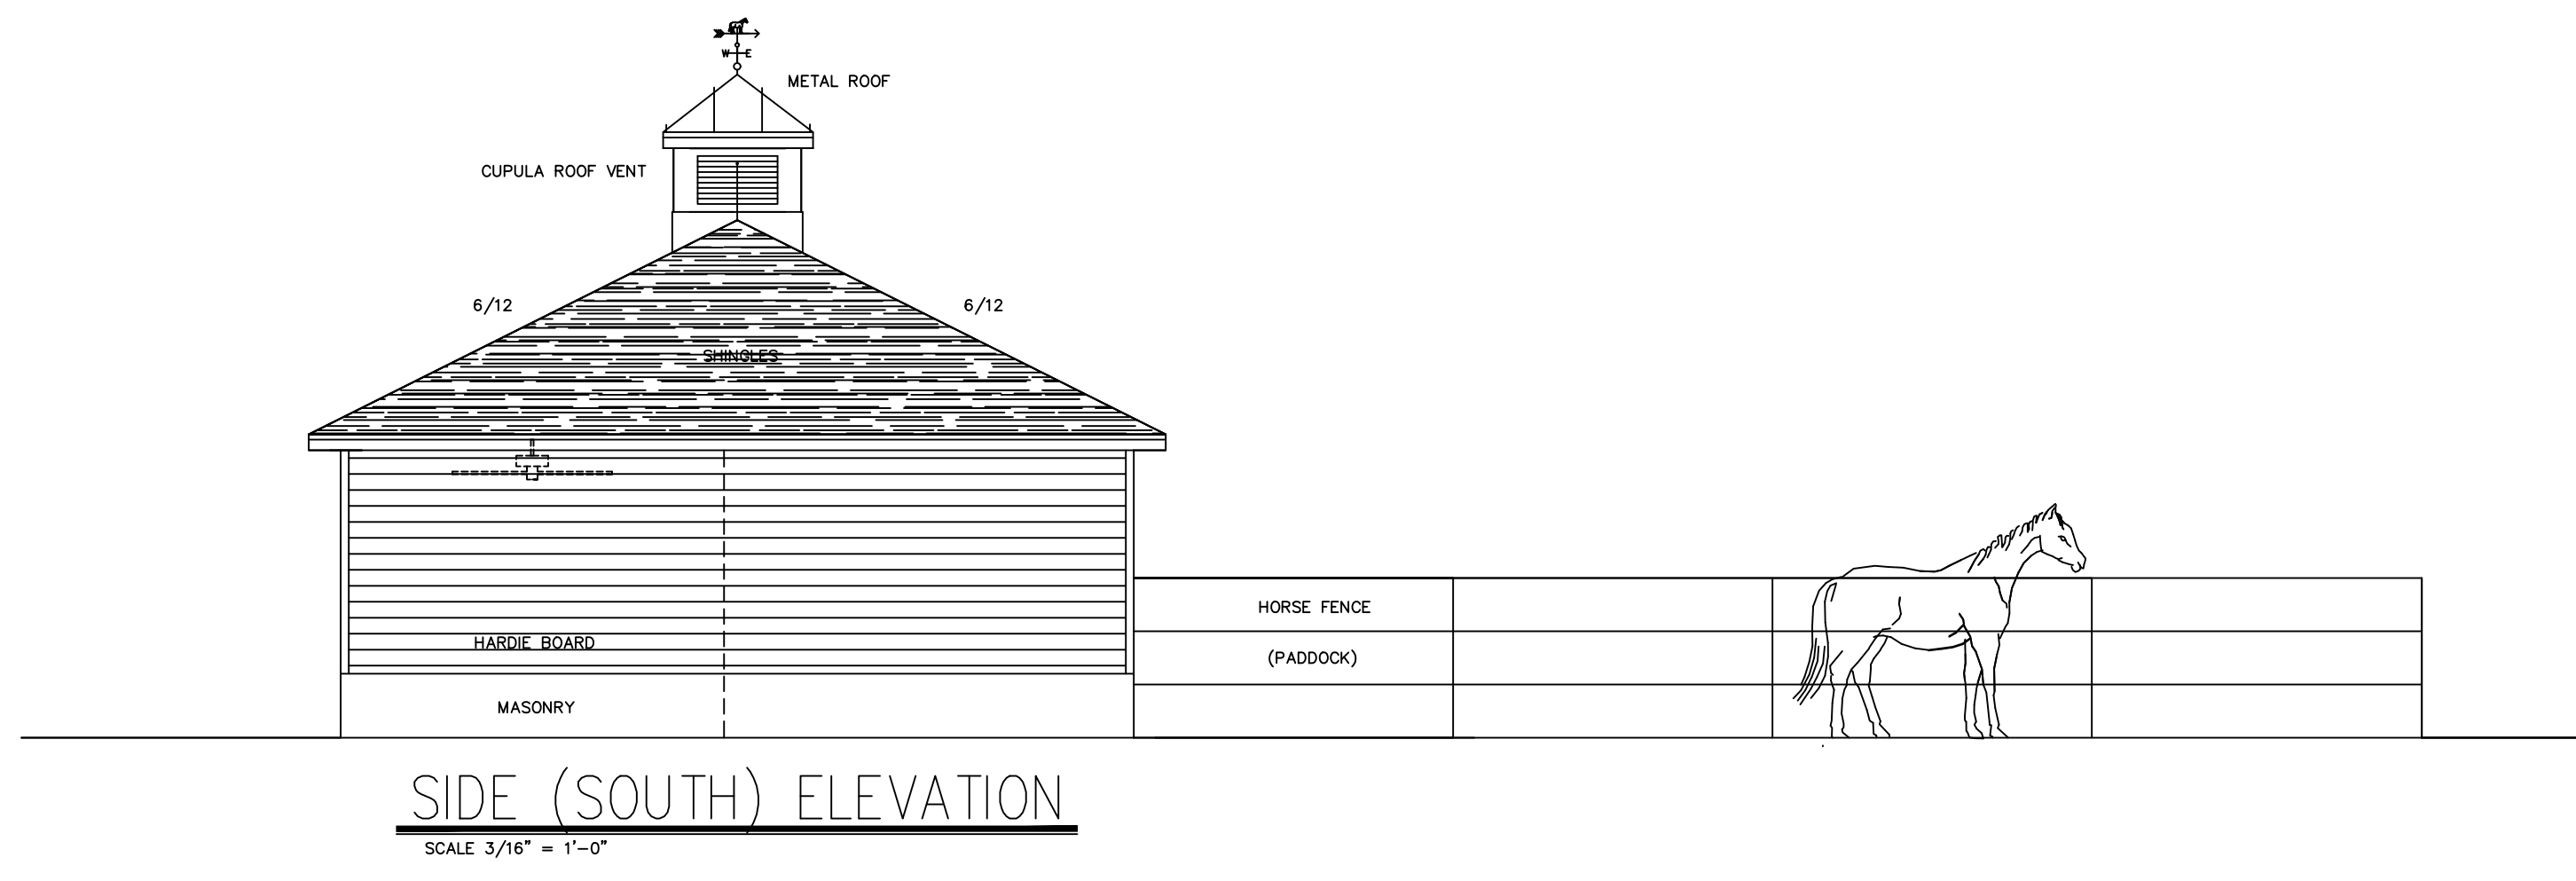 W E
METAL ROOF
CUPULA ROOF VENT
6/12
6/12
SHINGLES
HORSE FENCE
HARDIE BOARD
(PADDOCK)
MASONRY
SIDE (SOUTH) ELEVATION
SCALE 3/16" = 1'-0"